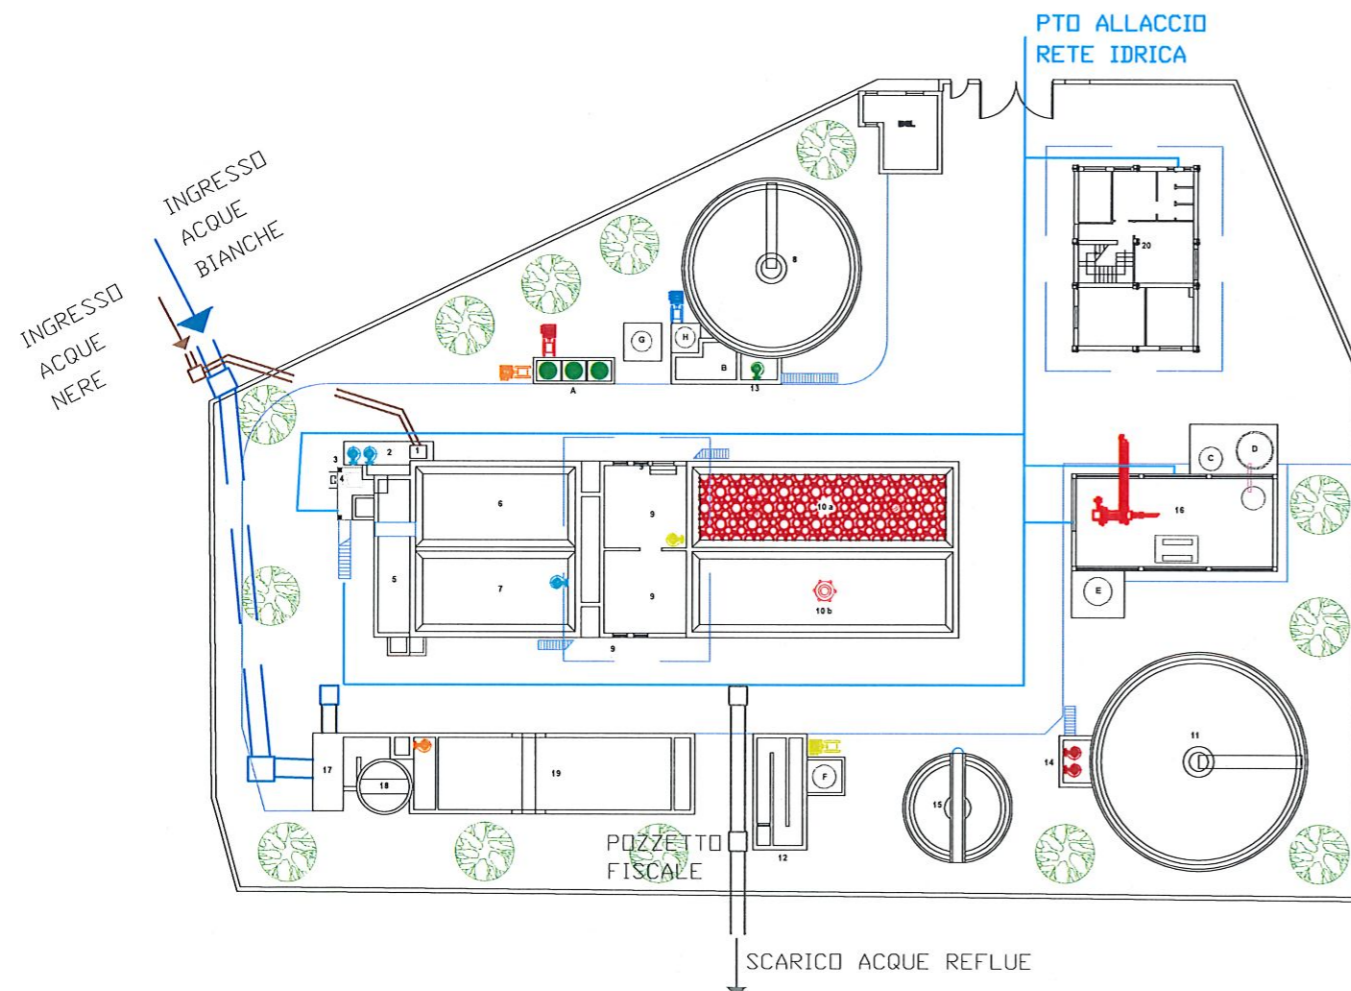 PTO ALLACCIO
RETE IDRICA
INGRESSO
ACQUE
BIANCHE
INGRESSO
ACQUE
NERE
8
20
G
H
B
13
A
1
2
3
4
5
6
7
9
9
9
10 a
10 b
C
D
16
E
11
14
15
F
12
17
18
19
POZZETTO
FISCALE
SCARICO ACQUE REFLUE